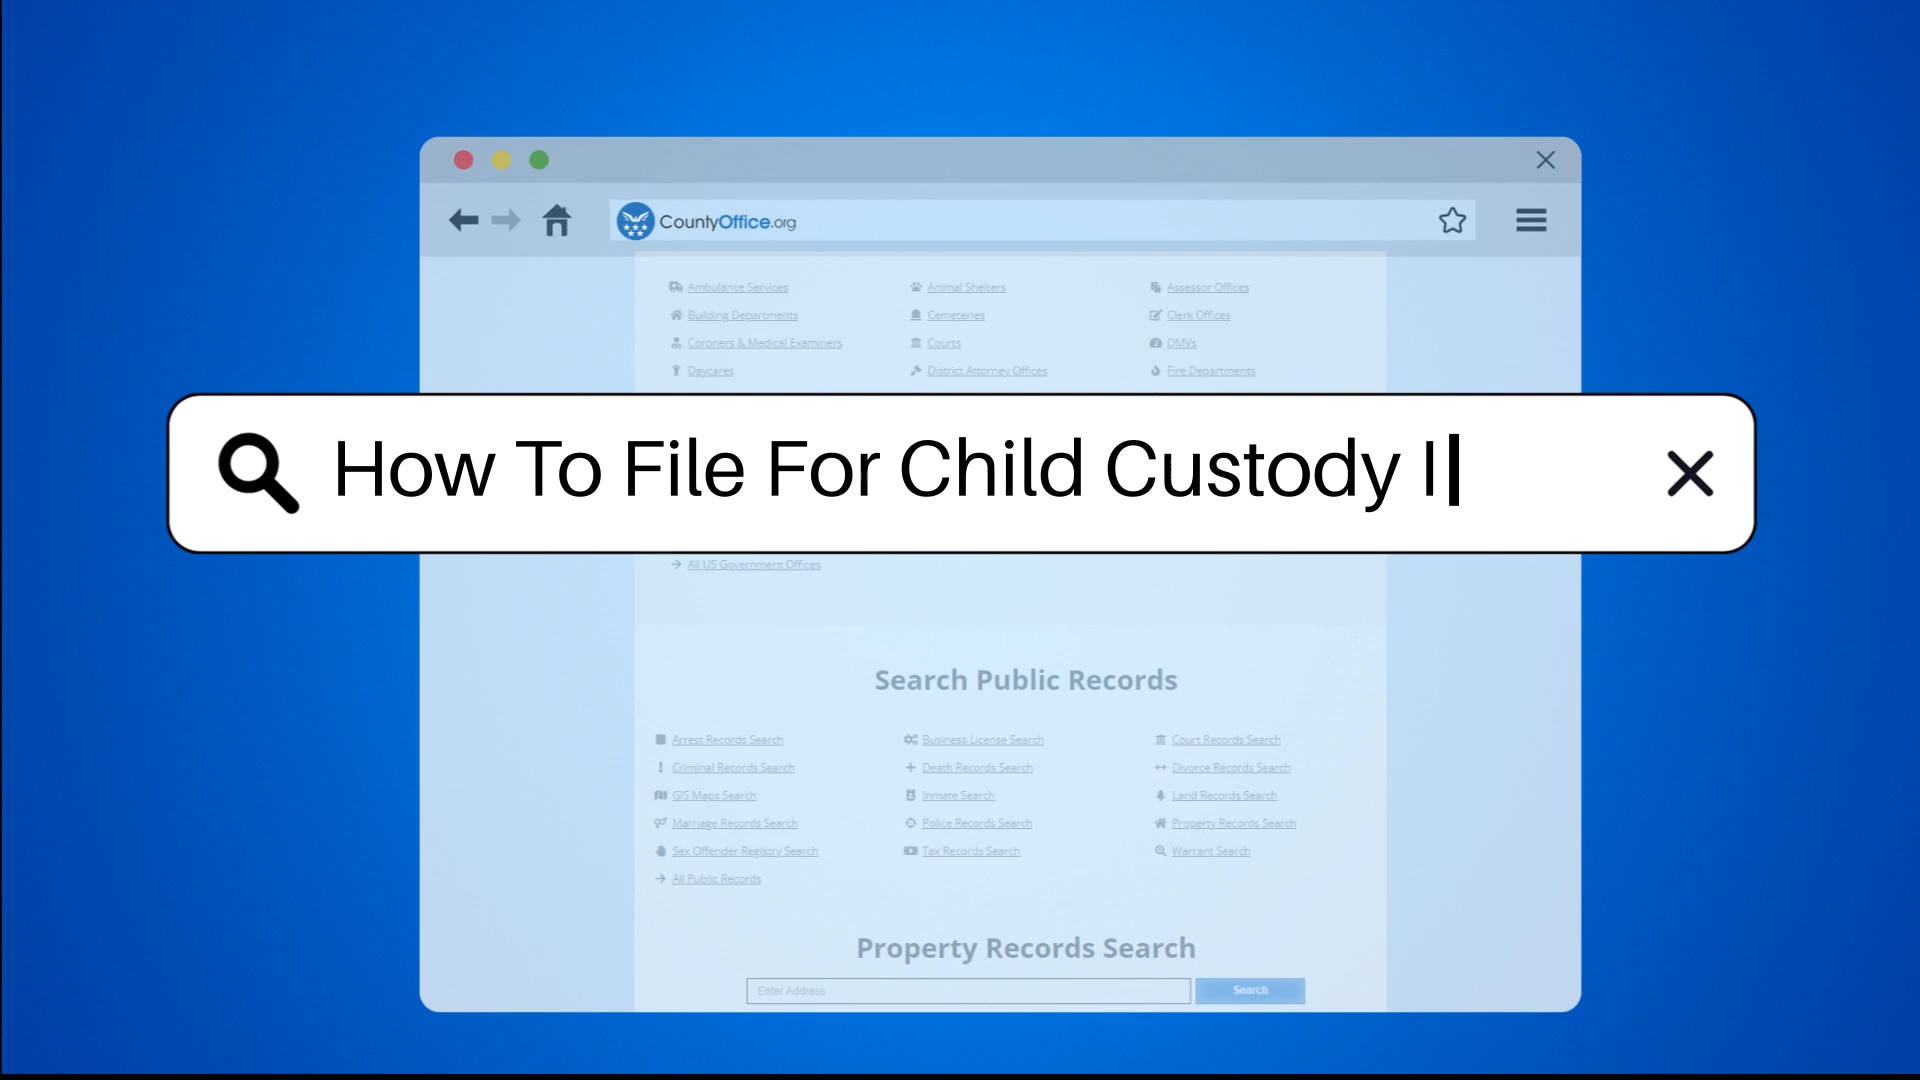 CountyOffice.org
Ambulance Services Animal Shelters Assessor Offices
Building Departments Cemeteries Clerk Offices
Coroners & Medical Examiners Courts DMVs
Daycares District Attorney Offices Fire Departments
How To File For Child Custody I
All US Government Offices
Search Public Records
Arrest Records Search Business License Search Court Records Search
Criminal Records Search Death Records Search Divorce Records Search
GIS Maps Search Inmate Search Land Records Search
Marriage Records Search Police Records Search Property Records Search
Sex Offender Registry Search Tax Records Search Warrant Search
All Public Records
Property Records Search
Enter Address Search